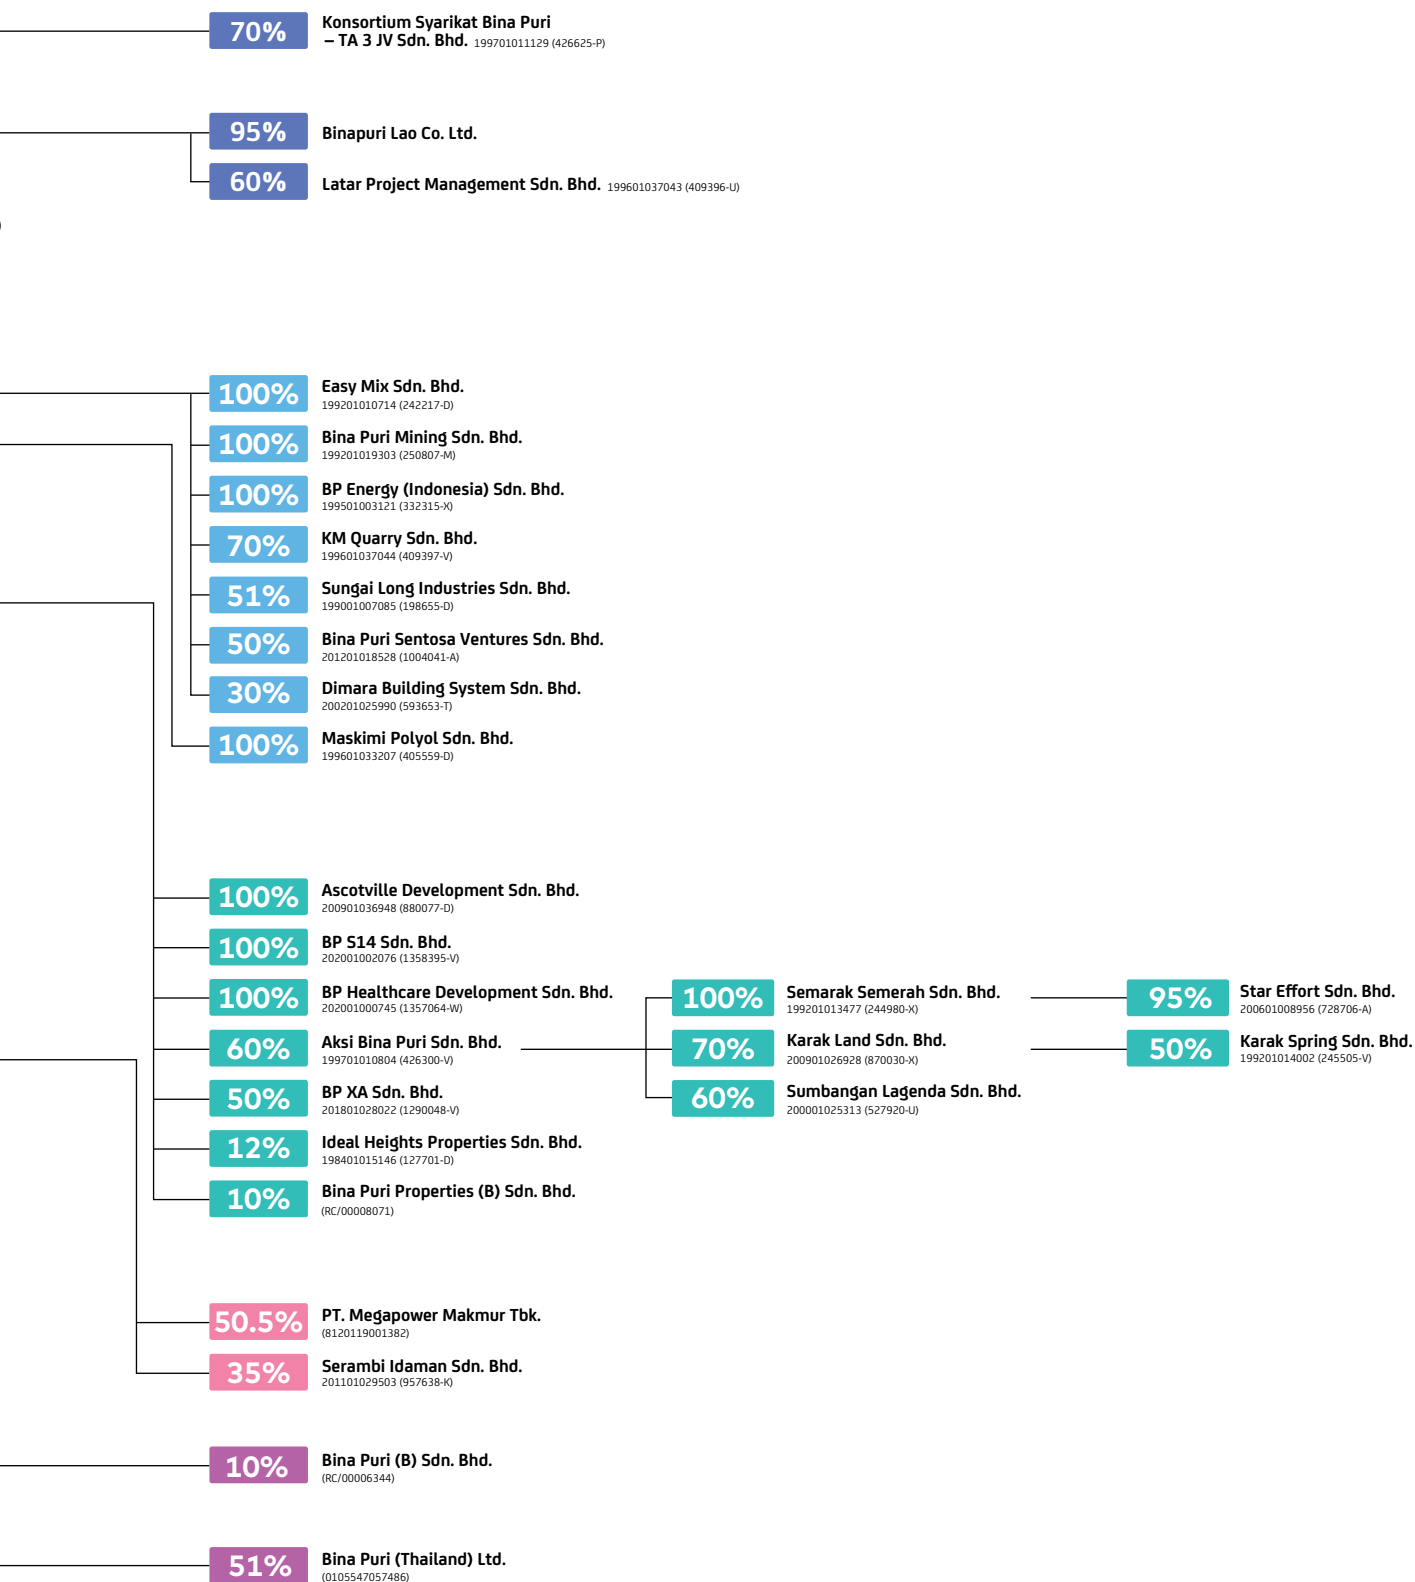 70%
Konsortium Syarikat Bina Puri
– TA 3 JV Sdn. Bhd. 199701011129 (426625-P)
95%
Binapuri Lao Co. Ltd.
60%
Latar Project Management Sdn. Bhd. 199601037043 (409396-U)
)
100%
Easy Mix Sdn. Bhd.
199201010714 (242217-D)
100%
Bina Puri Mining Sdn. Bhd.
199201019303 (250807-M)
100%
BP Energy (Indonesia) Sdn. Bhd.
199501003121 (332315-X)
70%
KM Quarry Sdn. Bhd.
199601037044 (409397-V)
51%
Sungai Long Industries Sdn. Bhd.
199001007085 (198655-D)
50%
Bina Puri Sentosa Ventures Sdn. Bhd.
201201018528 (1004041-A)
30%
Dimara Building System Sdn. Bhd.
200201025990 (593653-T)
100%
Maskimi Polyol Sdn. Bhd.
199601033207 (405559-D)
100%
Ascotville Development Sdn. Bhd.
200901036948 (880077-D)
100%
BP S14 Sdn. Bhd.
202001002076 (1358395-V)
100%
BP Healthcare Development Sdn. Bhd.
202001000745 (1357064-W)
60%
Aksi Bina Puri Sdn. Bhd.
199701010804 (426300-V)
50%
BP XA Sdn. Bhd.
201801028022 (1290048-V)
12%
Ideal Heights Properties Sdn. Bhd.
198401015146 (127701-D)
10%
Bina Puri Properties (B) Sdn. Bhd.
(RC/00008071)
100%
Semarak Semerah Sdn. Bhd.
199201013477 (244980-X)
70%
Karak Land Sdn. Bhd.
200901026928 (870030-X)
60%
Sumbangan Lagenda Sdn. Bhd.
200001025313 (527920-U)
95%
Star Effort Sdn. Bhd.
200601008956 (728706-A)
50%
Karak Spring Sdn. Bhd.
199201014002 (245505-V)
50.5%
PT. Megapower Makmur Tbk.
(8120119001382)
35%
Serambi Idaman Sdn. Bhd.
201101029503 (957638-K)
10%
Bina Puri (B) Sdn. Bhd.
(RC/00006344)
51%
Bina Puri (Thailand) Ltd.
(0105547057486)